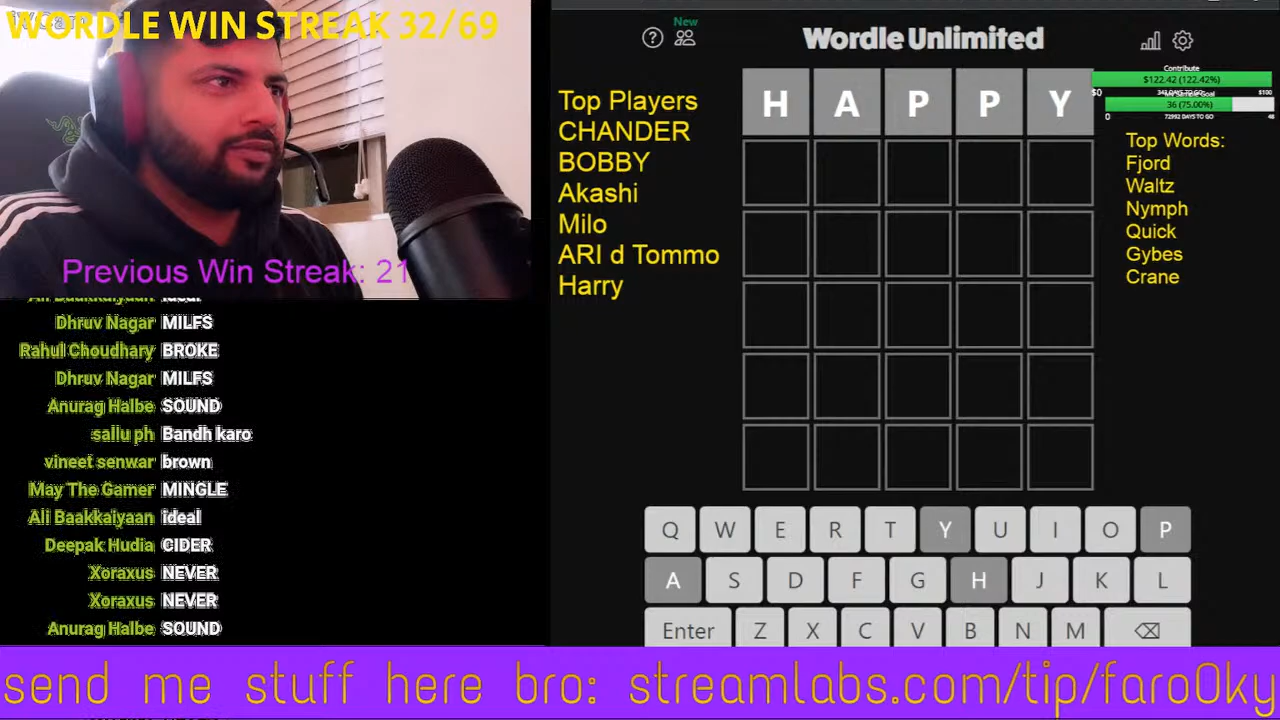 WORDLE WIN STREAK 32/69
Previous Win Streak: 21
Dhruv Nagar MILFS
Rahul Choudhary BROKE
Dhruv Nagar MILFS
Anurag Halbe SOUND
sallu ph Bandh karo
vineet senwar brown
May The Gamer MINGLE
Ali Baakkaiyaan ideal
Deepak Hudia CIDER
Xoraxus NEVER
Xoraxus NEVER
Anurag Halbe SOUND
New
Wordle Unlimited
Top Players
CHANDER
BOBBY
Akashi
Milo
ARI d Tommo
Harry
H A P P Y
Contribute
$122.42 (122.42%)
$0
$100
36 (75.00%)
0
48
Top Words:
Fjord
Waltz
Nymph
Quick
Gybes
Crane
Q W E R T Y U I O P
A S D F G H J K L
Enter Z X C V B N M
send me stuff here bro: streamlabs.com/tip/faro0ky